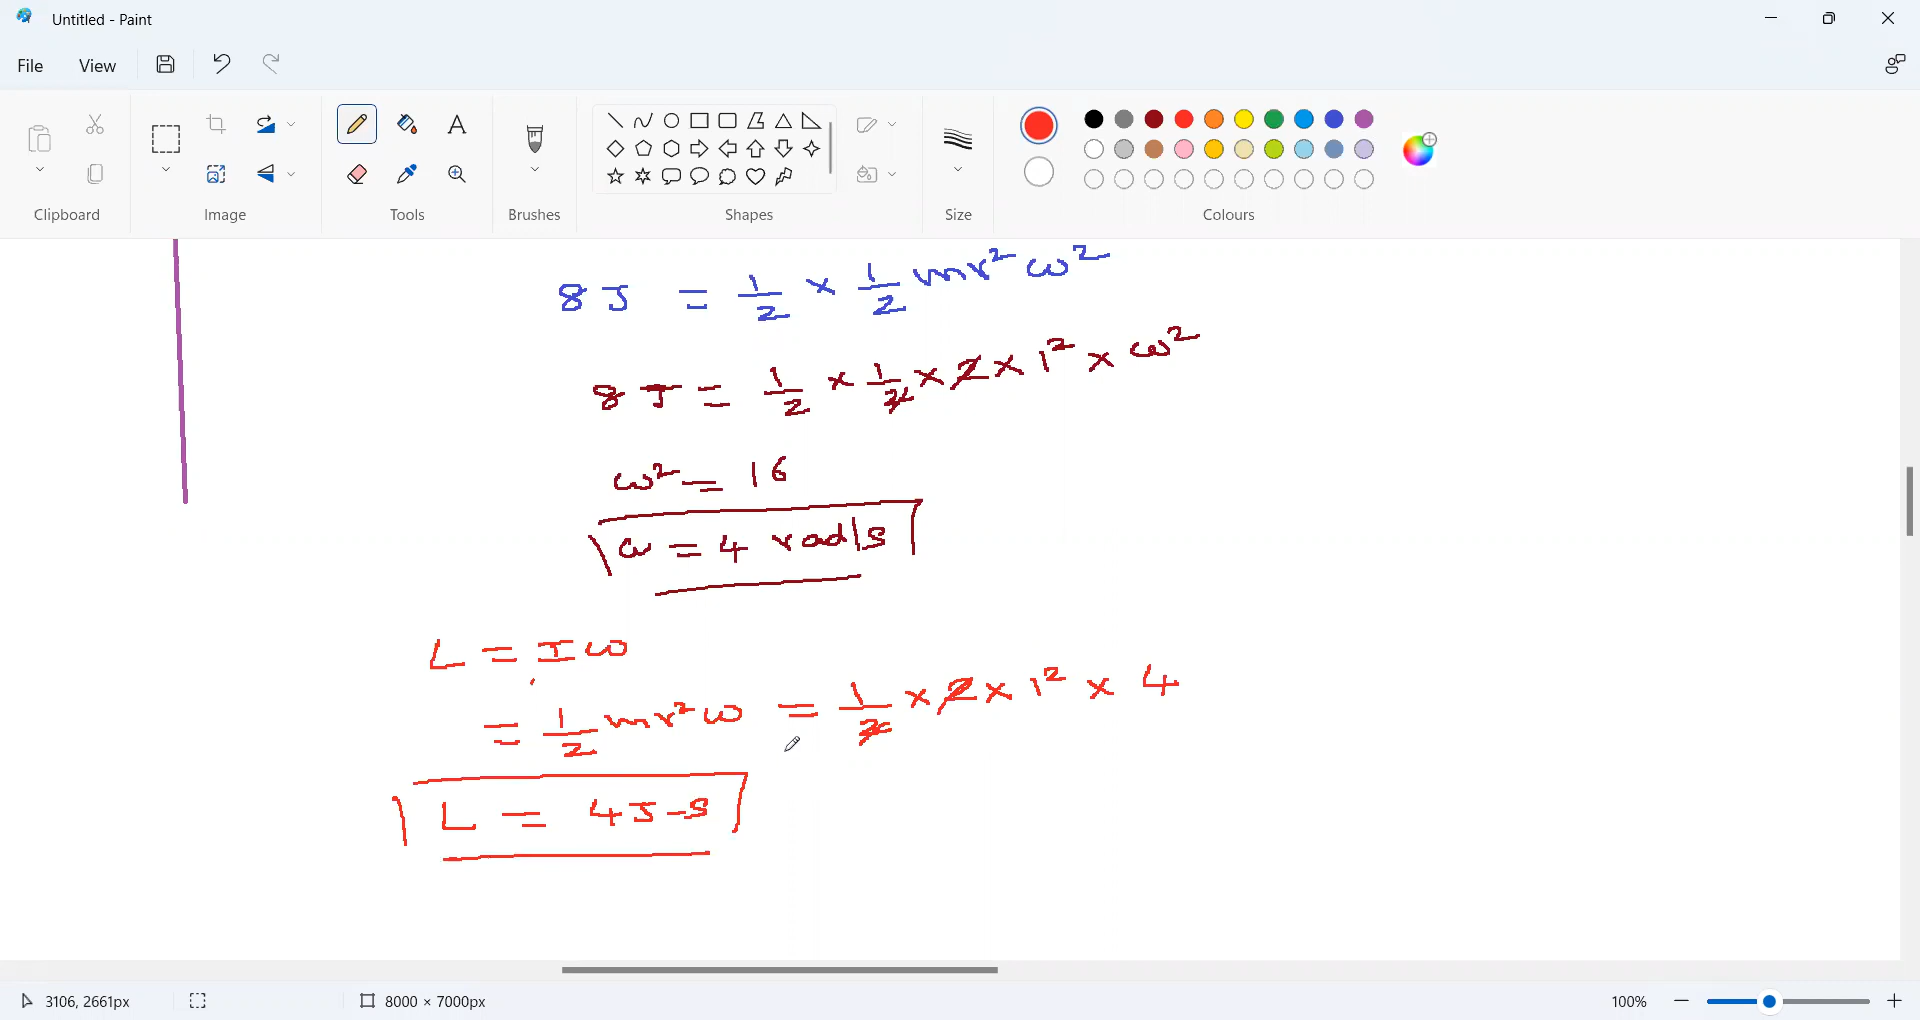 Untitled - Paint
File View
Clipboard Image Tools Brushes Shapes Size Colours
8 J = 1/2 × 1/2 mr² ω²
8 J = 1/2 × 1/2 × 2 × 1² × ω²
ω² = 16
ω = 4 rad/s
L = I ω
= 1/2 mr² ω = 1/2 × 2 × 1² × 4
L = 4 J-s
3106, 2661px 8000 × 7000px 100%